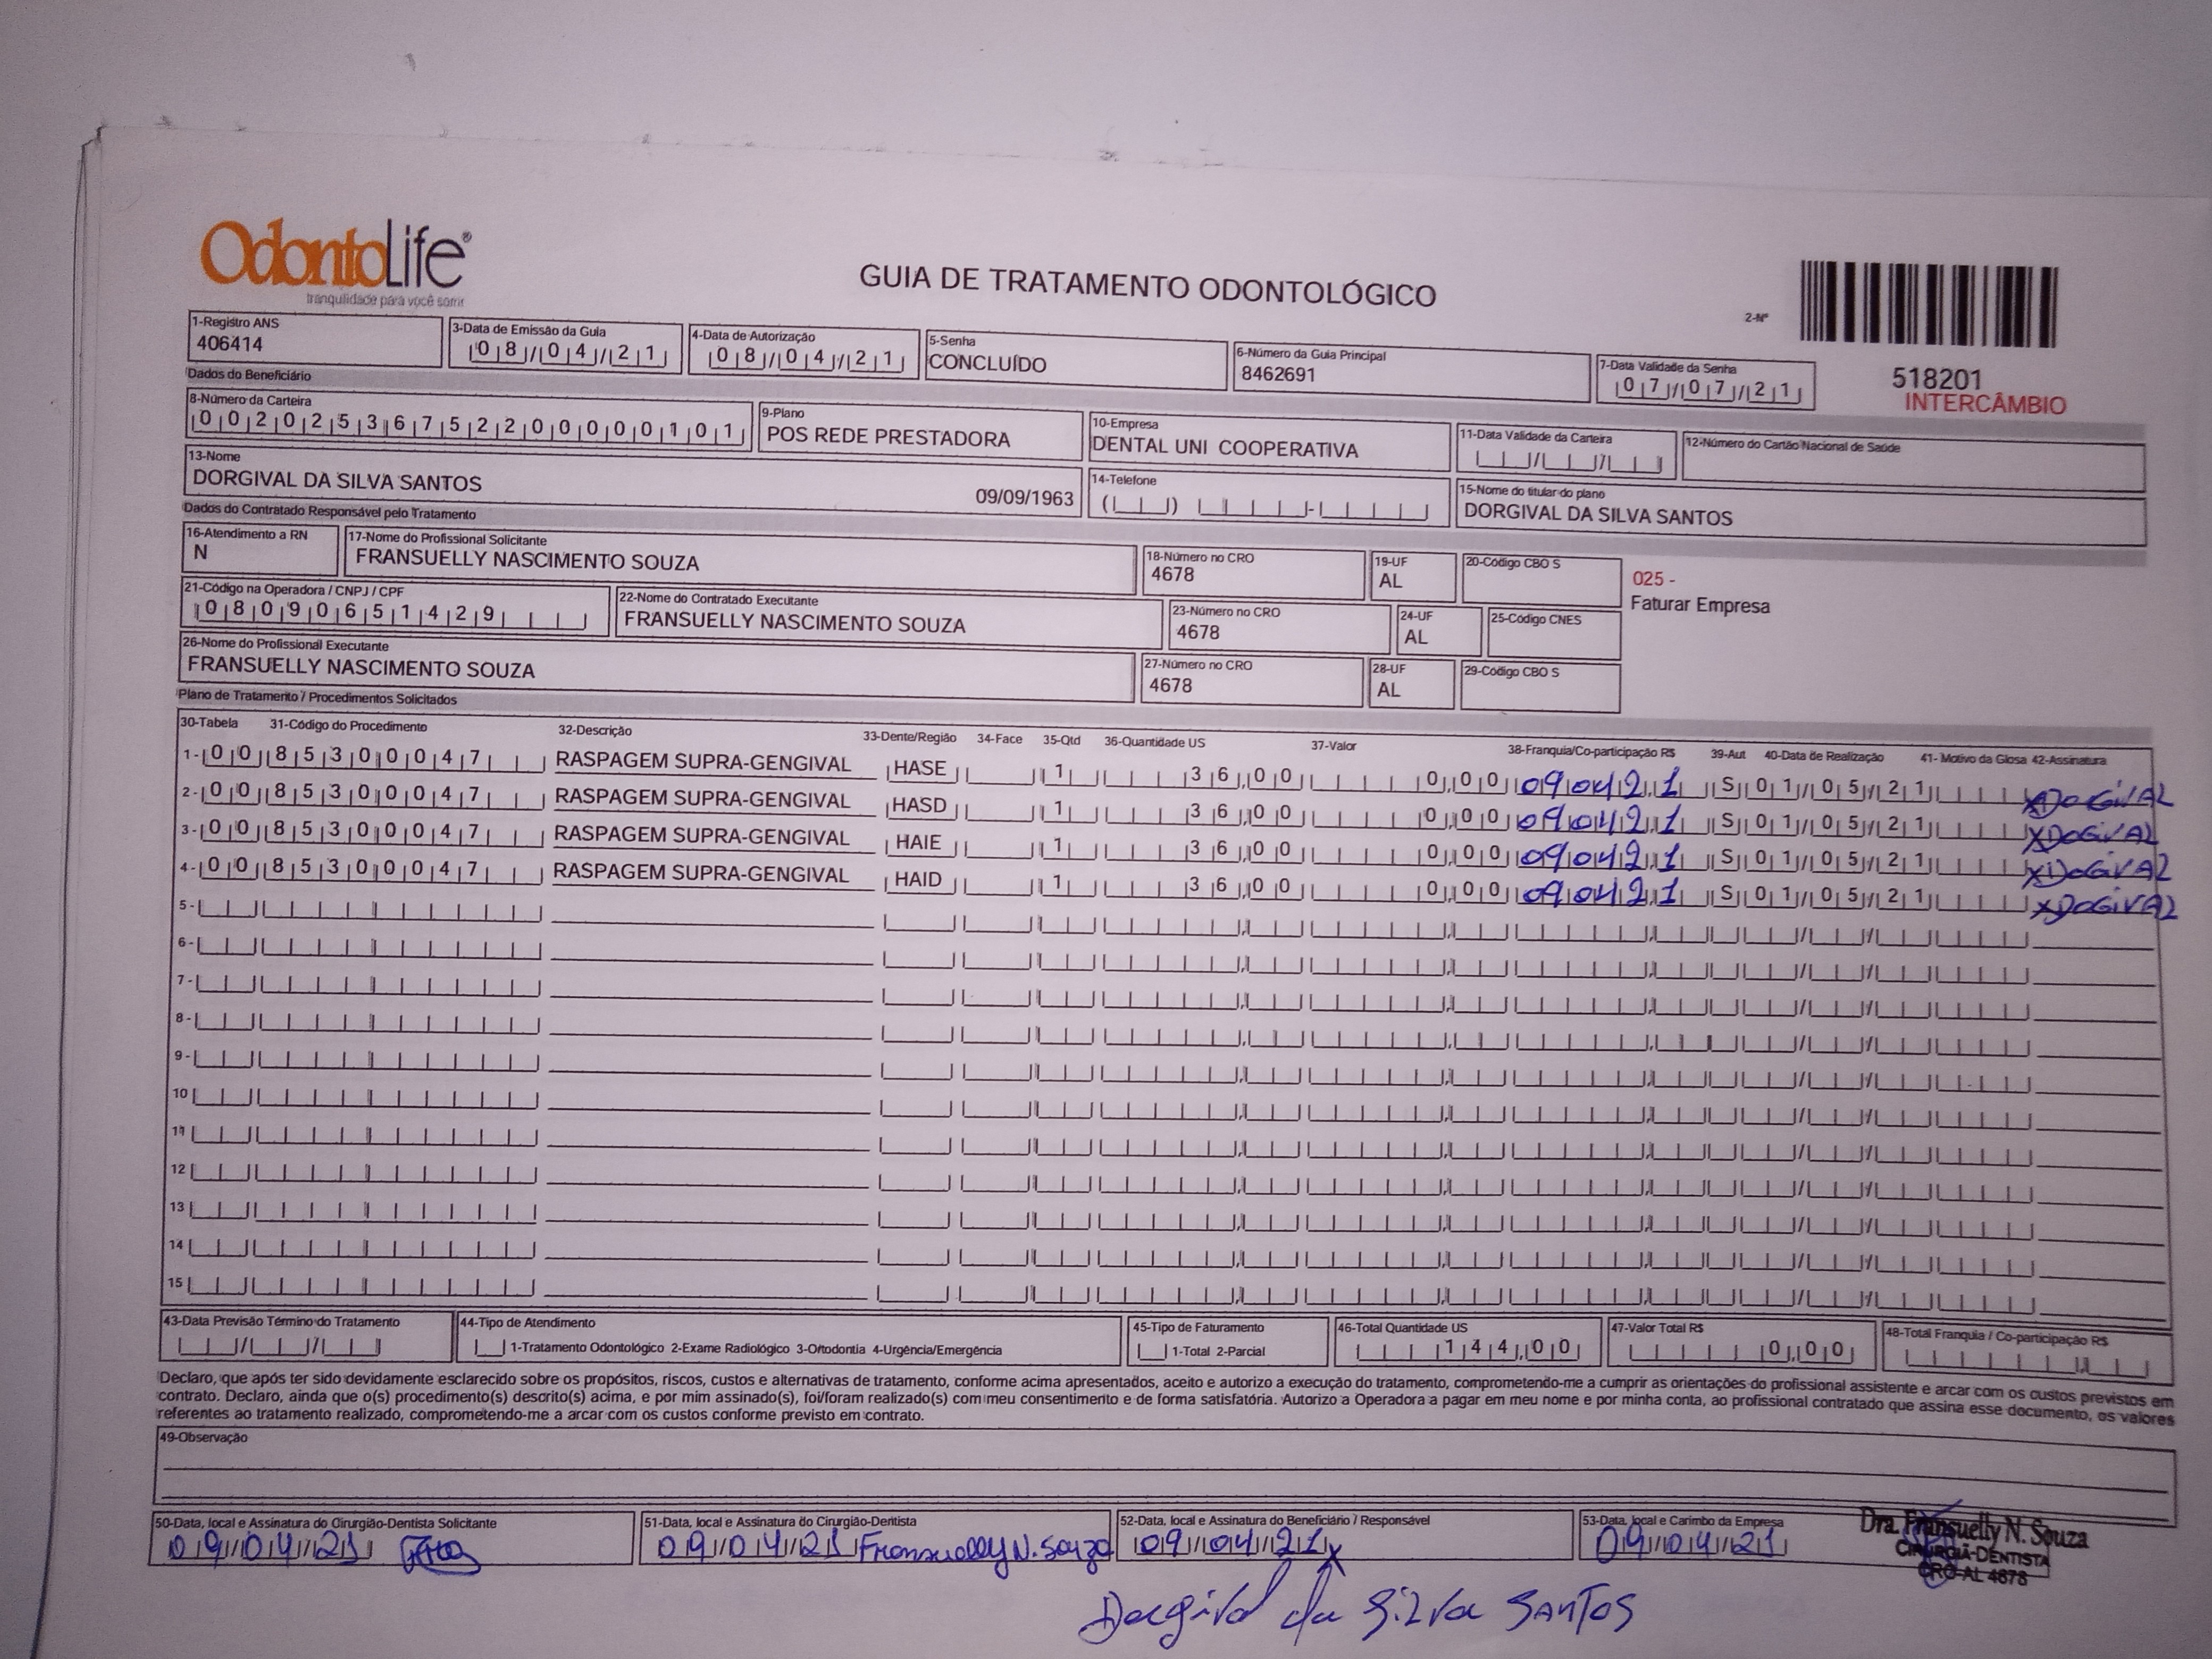 OdontoLife®
tranquilidade para você sorrir
GUIA DE TRATAMENTO ODONTOLÓGICO
2-Nº
518201
INTERCÂMBIO
1-Registro ANS
406414
3-Data de Emissão da Guia
08/04/21
4-Data de Autorização
08/04/21
5-Senha
CONCLUÍDO
6-Número da Guia Principal
8462691
7-Data Validade da Senha
07/07/21
Dados do Beneficiário
8-Número da Carteira
00202536752200000101
9-Plano
POS REDE PRESTADORA
10-Empresa
DENTAL UNI COOPERATIVA
11-Data Validade da Carteira
12-Número do Cartão Nacional de Saúde
13-Nome
DORGIVAL DA SILVA SANTOS 09/09/1963
14-Telefone
15-Nome do titular do plano
DORGIVAL DA SILVA SANTOS
Dados do Contratado Responsável pelo Tratamento
16-Atendimento a RN
N
17-Nome do Profissional Solicitante
FRANSUELLY NASCIMENTO SOUZA
18-Número no CRO
4678
19-UF
AL
20-Código CBO S
025 -
Faturar Empresa
21-Código na Operadora / CNPJ / CPF
08090651429
22-Nome do Contratado Executante
FRANSUELLY NASCIMENTO SOUZA
23-Número no CRO
4678
24-UF
AL
25-Código CNES
26-Nome do Profissional Executante
FRANSUELLY NASCIMENTO SOUZA
27-Número no CRO
4678
28-UF
AL
29-Código CBO S
Plano de Tratamento / Procedimentos Solicitados
30-Tabela 31-Código do Procedimento 32-Descrição 33-Dente/Região 34-Face 35-Qtd 36-Quantidade US 37-Valor 38-Franquia/Co-participação R$ 39-Aut 40-Data de Realização 41- Motivo da Glosa 42-Assinatura
1- 00 85300047 RASPAGEM SUPRA-GENGIVAL HASE 1 36,00 0,00 09/04/21 S 01/05/21 XDOGIVAL
2- 00 85300047 RASPAGEM SUPRA-GENGIVAL HASD 1 36,00 0,00 09/04/21 S 01/05/21 XDOGIVAL
3- 00 85300047 RASPAGEM SUPRA-GENGIVAL HAIE 1 36,00 0,00 09/04/21 S 01/05/21 XDOGIVAL
4- 00 85300047 RASPAGEM SUPRA-GENGIVAL HAID 1 36,00 0,00 09/04/21 S 01/05/21 XDOGIVAL
5-
6-
7-
8-
9-
10
11
12
13
14
15
43-Data Previsão Término do Tratamento
44-Tipo de Atendimento
1-Tratamento Odontológico 2-Exame Radiológico 3-Ortodontia 4-Urgência/Emergência
45-Tipo de Faturamento
1-Total 2-Parcial
46-Total Quantidade US
144,00
47-Valor Total R$
0,00
48-Total Franquia / Co-participação R$
Declaro, que após ter sido devidamente esclarecido sobre os propósitos, riscos, custos e alternativas de tratamento, conforme acima apresentados, aceito e autorizo a execução do tratamento, comprometendo-me a cumprir as orientações do profissional assistente e arcar com os custos previstos em
contrato. Declaro, ainda que o(s) procedimento(s) descrito(s) acima, e por mim assinado(s), foi/foram realizado(s) com meu consentimento e de forma satisfatória. Autorizo a Operadora a pagar em meu nome e por minha conta, ao profissional contratado que assina esse documento, os valores
referentes ao tratamento realizado, comprometendo-me a arcar com os custos conforme previsto em contrato.
49-Observação
50-Data, local e Assinatura do Cirurgião-Dentista Solicitante
09/04/21
51-Data, local e Assinatura do Cirurgião-Dentista
09/04/21 Fransuelly N. Souza
52-Data, local e Assinatura do Beneficiário / Responsável
09/04/21 X
53-Data, local e Carimbo da Empresa
09/04/21
Dra. Fransuelly N. Souza
CIRURGIÃ-DENTISTA
CRO-AL 4678
Dorgival da Silva SANTOS